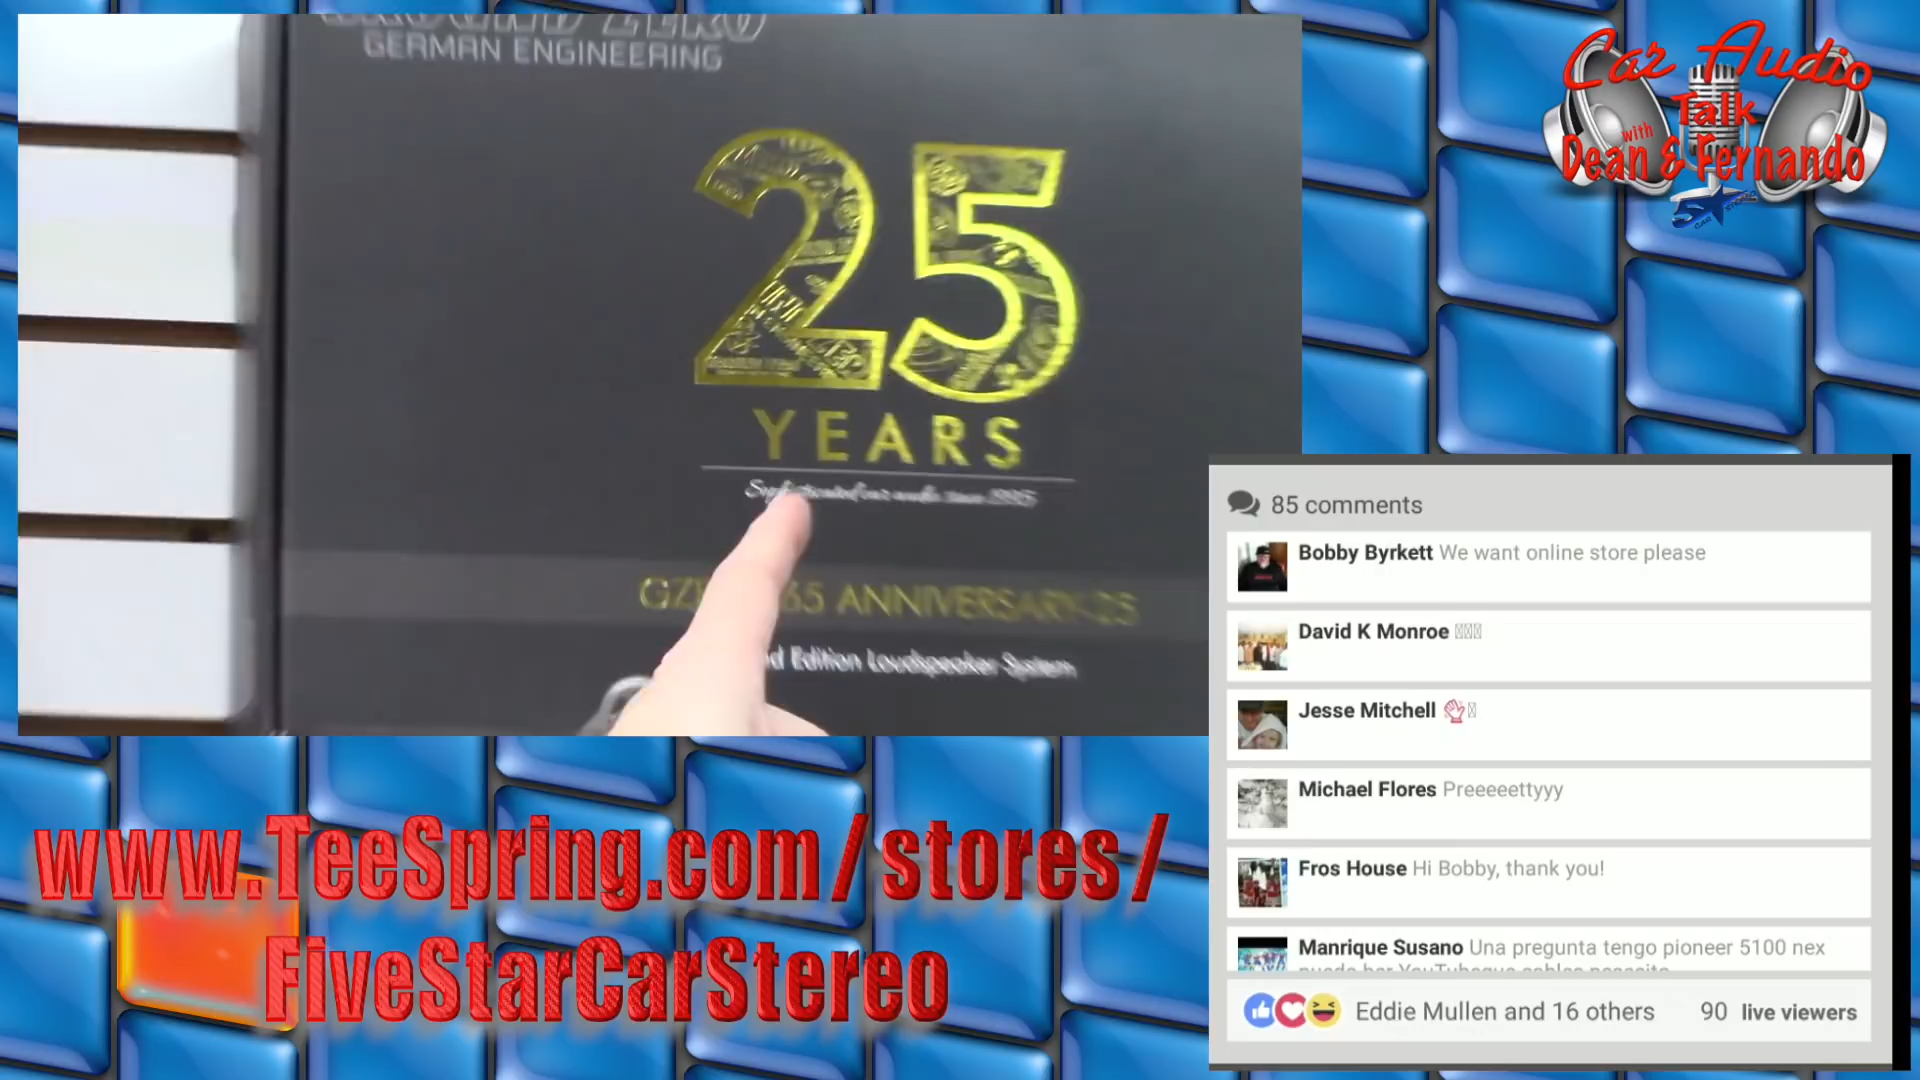 GERMAN ENGINEERING
25
YEARS
ANNIVERSARY-25
Edition Loudspeaker System
Car Audio
Talk
with
Dean & Fernando
85 comments
Bobby Byrkett We want online store please
David K Monroe
Jesse Mitchell
Michael Flores Preeeeettyyy
Fros House Hi Bobby, thank you!
Manrique Susano Una pregunta tengo pioneer 5100 nex
Eddie Mullen and 16 others 90 live viewers
www.TeeSpring.com/stores/
FiveStarCarStereo